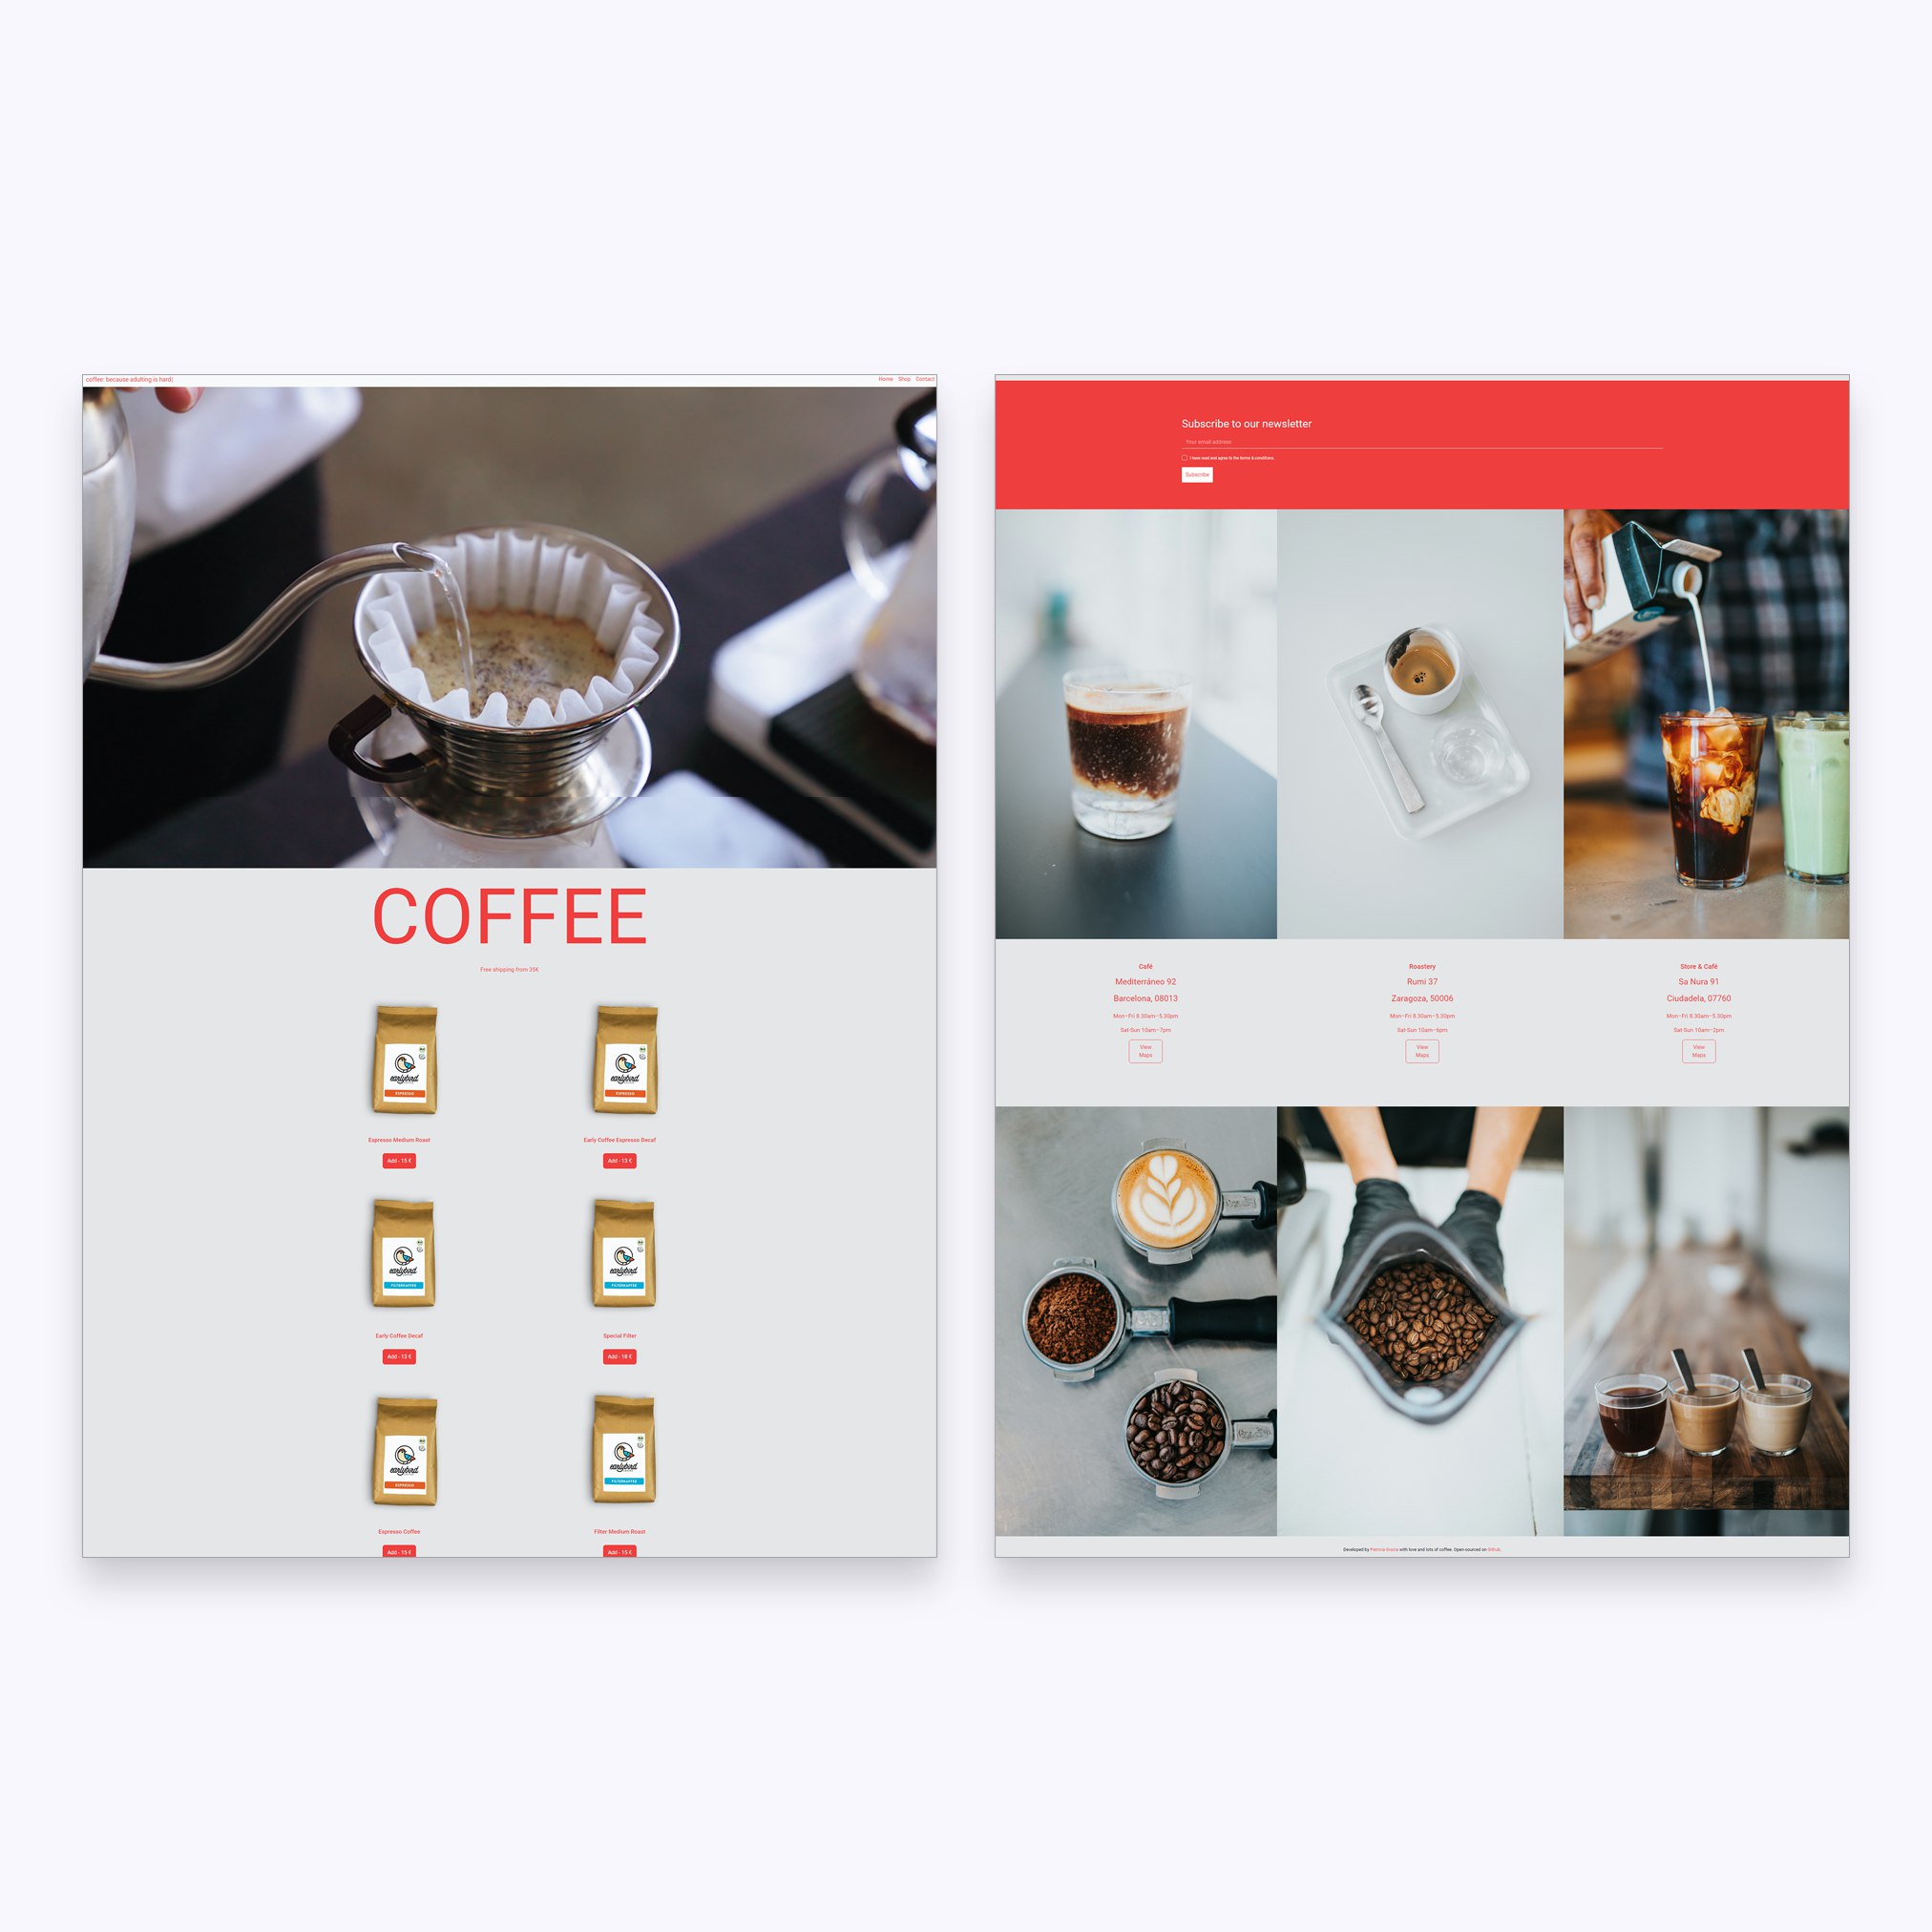 coffee: because adulting is hard!
Home Shop Contact
COFFEE
Free shipping from 35€
earlybird
ESPRESSO
earlybird
ESPRESSO
Espresso Medium Roast
Early Coffee Espresso Decaf
Add - 15 €
Add - 13 €
earlybird
FILTERKAFFEE
earlybird
FILTERKAFFEE
Early Coffee Decaf
Special Filter
Add - 13 €
Add - 18 €
earlybird
ESPRESSO
earlybird
FILTERKAFFEE
Espresso Coffee
Filter Medium Roast
Add - 15 €
Add - 15 €
Subscribe to our newsletter
Your email address
I have read and agree to the terms & conditions
Subscribe
Café
Mediterráneo 92
Barcelona, 08013
Mon–Fri 8.30am–5.30pm
Sat-Sun 10am–7pm
View
Maps
Roastery
Rumi 37
Zaragoza, 50006
Mon–Fri 8.30am–5.30pm
Sat-Sun 10am–6pm
View
Maps
Store & Café
Sa Nura 91
Ciudadela, 07760
Mon–Fri 8.30am–5.30pm
Sat-Sun 10am–2pm
View
Maps
Developed by Patricia Gracia with love and lots of coffee. Open-sourced on Github.